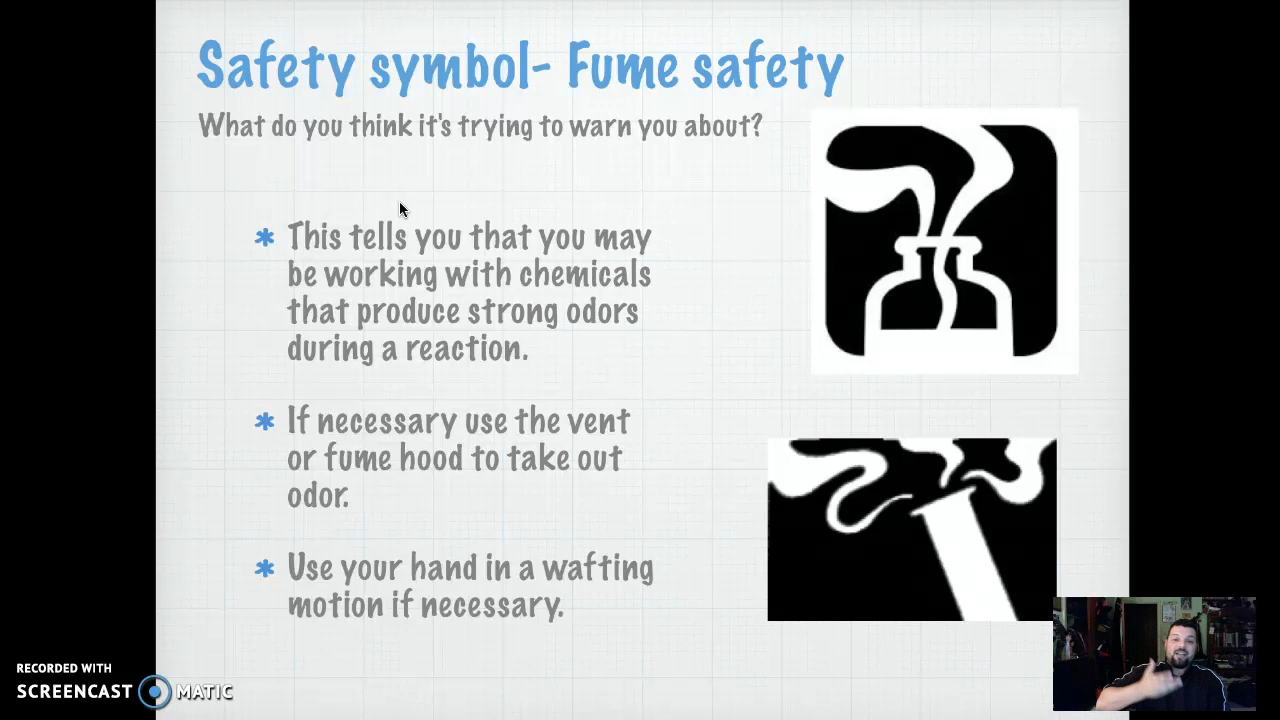 Safety symbol- Fume safety
What do you think it's trying to warn you about?
* This tells you that you may
be working with chemicals
that produce strong odors
during a reaction.
* If necessary use the vent
or fume hood to take out
odor.
* Use your hand in a wafting
motion if necessary.
RECORDED WITH
SCREENCAST MATIC